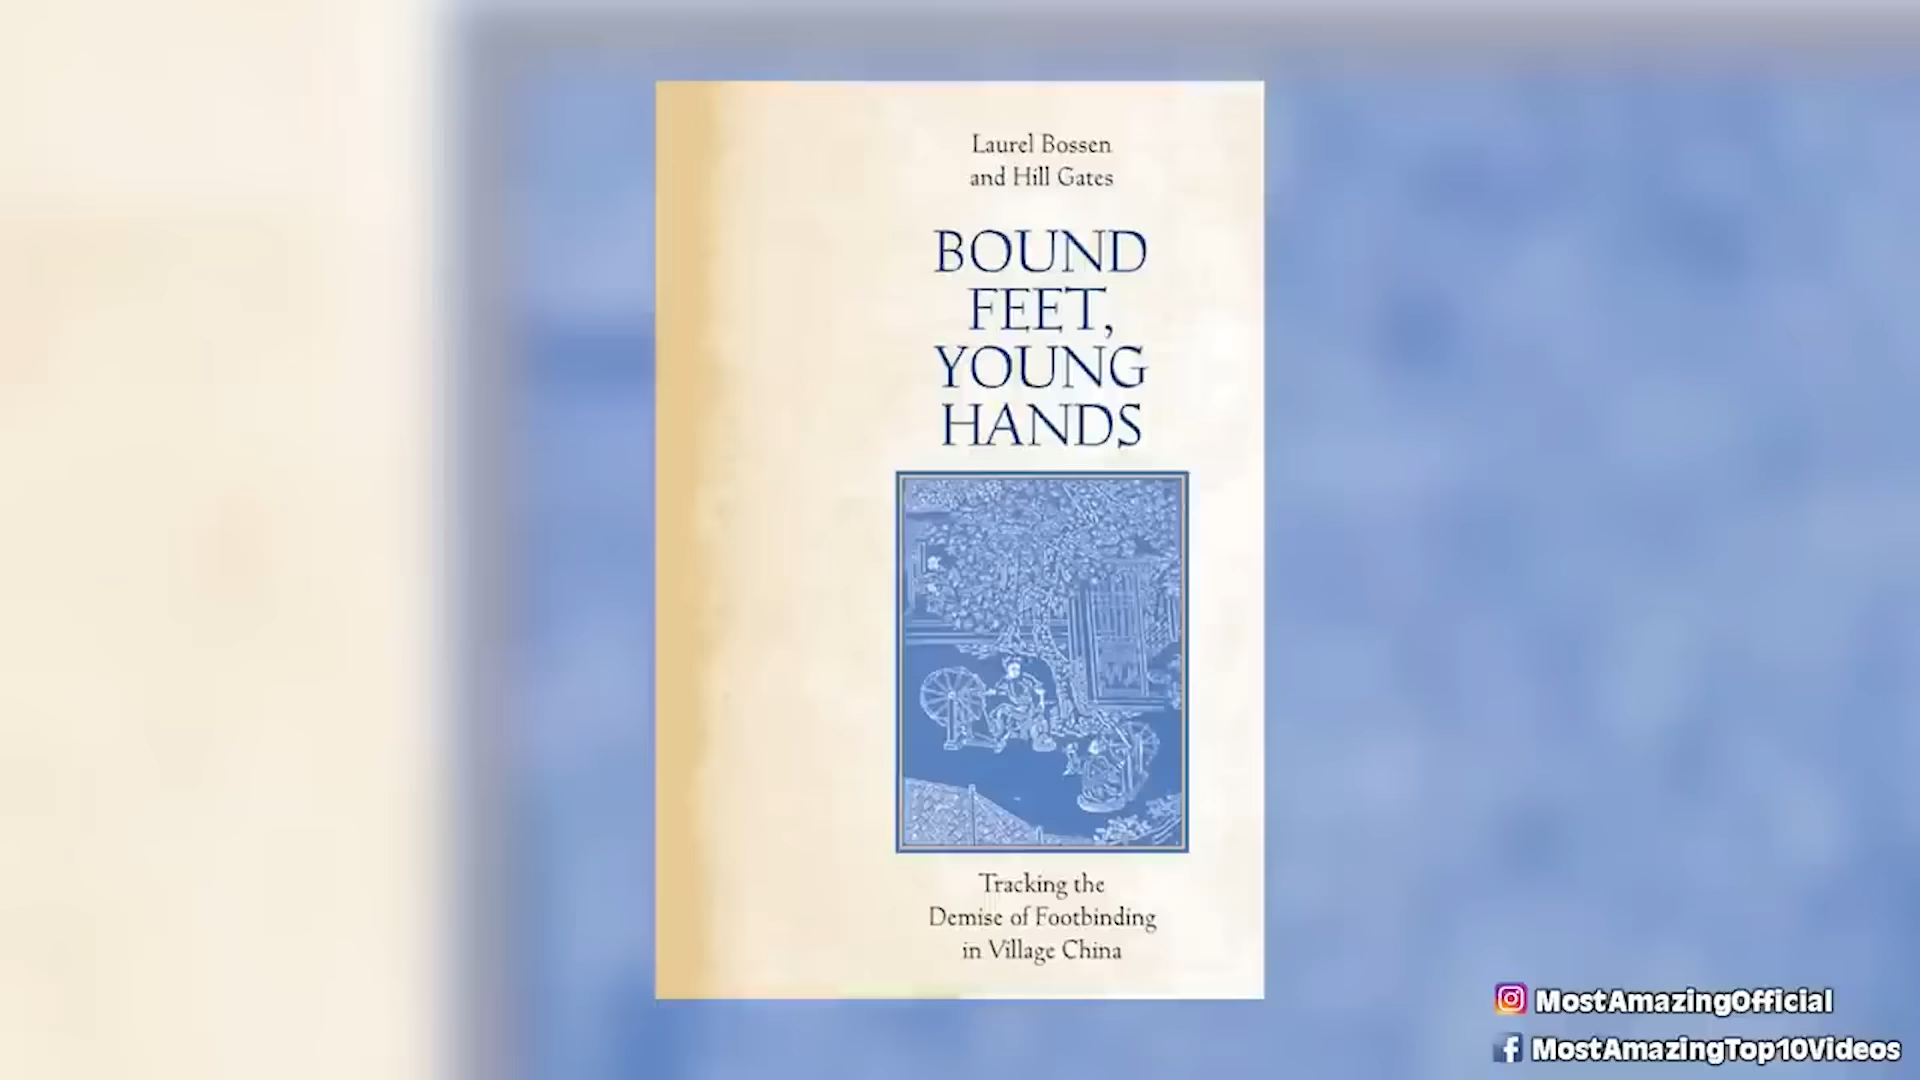 Laurel Bossen
and Hill Gates
BOUND
FEET,
YOUNG
HANDS
Tracking the
Demise of Footbinding
in Village China
MostAmazingOfficial
MostAmazingTop10Videos